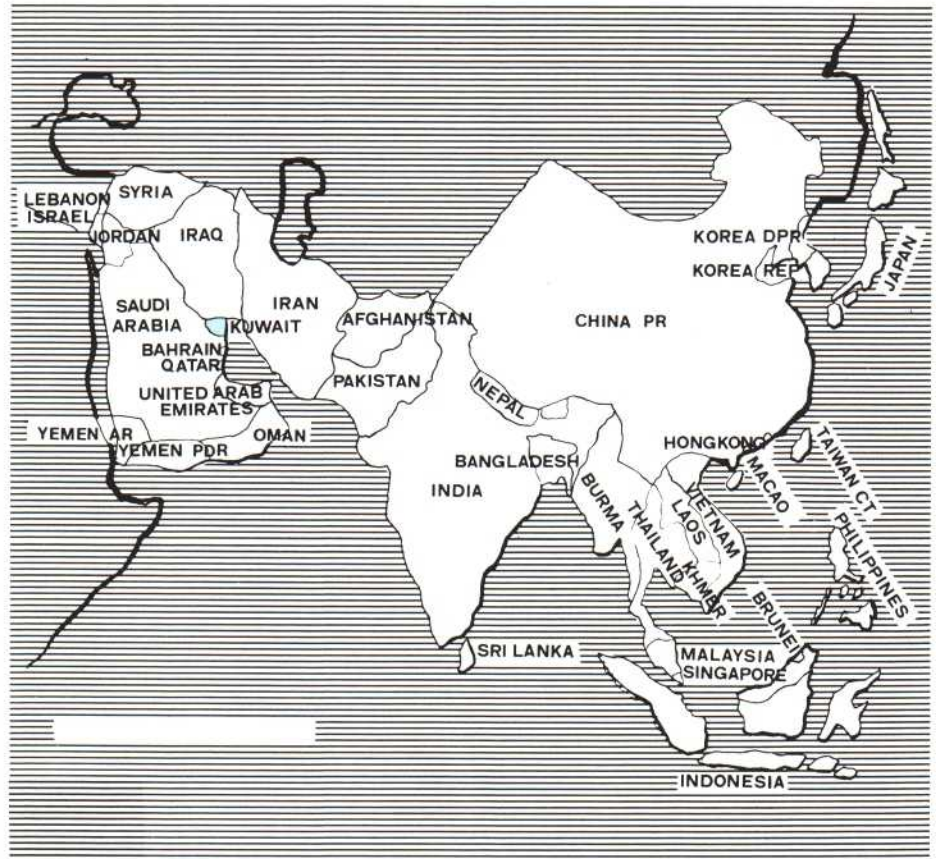 LEBANON
ISRAEL
SYRIA
JORDAN
IRAQ
SAUDI
ARABIA
IRAN
KUWAIT
BAHRAIN
QATAR
UNITED ARAB
EMIRATES
YEMEN AR
YEMEN PDR
OMAN
AFGHANISTAN
PAKISTAN
NEPAL
INDIA
BANGLADESH
SRI LANKA
CHINA PR
KOREA DPR
KOREA REP
JAPAN
HONGKONG
MACAO
TAIWAN CT
BURMA
THAILAND
LAOS
VIETNAM
KHMER
PHILIPPINES
BRUNEI
MALAYSIA
SINGAPORE
INDONESIA